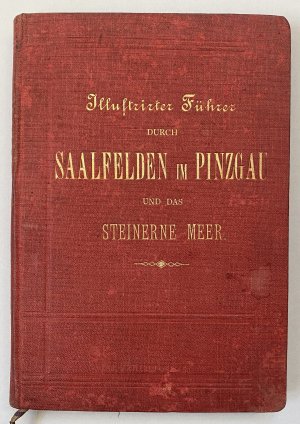 Illustrirter Führer
DURCH
SAALFELDEN IM PINZGAU
UND DAS
STEINERNE MEER